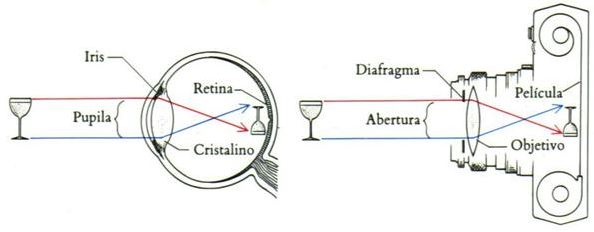 Iris
Retina
Pupila
Cristalino
Diafragma
Película
Abertura
Objetivo